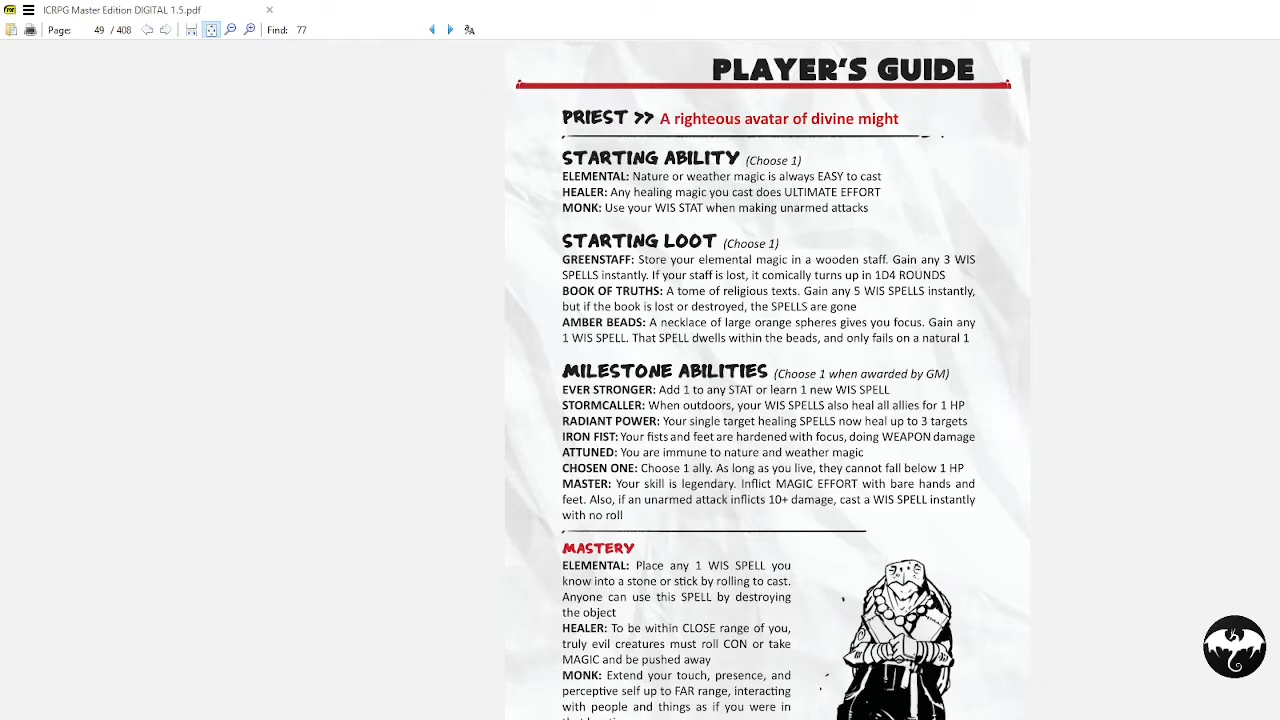 ICRPG Master Edition DIGITAL 1.5.pdf
Page: 49 / 408 Find: 77
PLAYER'S GUIDE
PRIEST >> A righteous avatar of divine might
STARTING ABILITY (Choose 1)
ELEMENTAL: Nature or weather magic is always EASY to cast
HEALER: Any healing magic you cast does ULTIMATE EFFORT
MONK: Use your WIS STAT when making unarmed attacks
STARTING LOOT (Choose 1)
GREENSTAFF: Store your elemental magic in a wooden staff. Gain any 3 WIS
SPELLS instantly. If your staff is lost, it comically turns up in 1D4 ROUNDS
BOOK OF TRUTHS: A tome of religious texts. Gain any 5 WIS SPELLS instantly,
but if the book is lost or destroyed, the SPELLS are gone
AMBER BEADS: A necklace of large orange spheres gives you focus. Gain any
1 WIS SPELL. That SPELL dwells within the beads, and only fails on a natural 1
MILESTONE ABILITIES (Choose 1 when awarded by GM)
EVER STRONGER: Add 1 to any STAT or learn 1 new WIS SPELL
STORMCALLER: When outdoors, your WIS SPELLS also heal all allies for 1 HP
RADIANT POWER: Your single target healing SPELLS now heal up to 3 targets
IRON FIST: Your fists and feet are hardened with focus, doing WEAPON damage
ATTUNED: You are immune to nature and weather magic
CHOSEN ONE: Choose 1 ally. As long as you live, they cannot fall below 1 HP
MASTER: Your skill is legendary. Inflict MAGIC EFFORT with bare hands and
feet. Also, if an unarmed attack inflicts 10+ damage, cast a WIS SPELL instantly
with no roll
MASTERY
ELEMENTAL: Place any 1 WIS SPELL you
know into a stone or stick by rolling to cast.
Anyone can use this SPELL by destroying
the object
HEALER: To be within CLOSE range of you,
truly evil creatures must roll CON or take
MAGIC and be pushed away
MONK: Extend your touch, presence, and
perceptive self up to FAR range, interacting
with people and things as if you were in